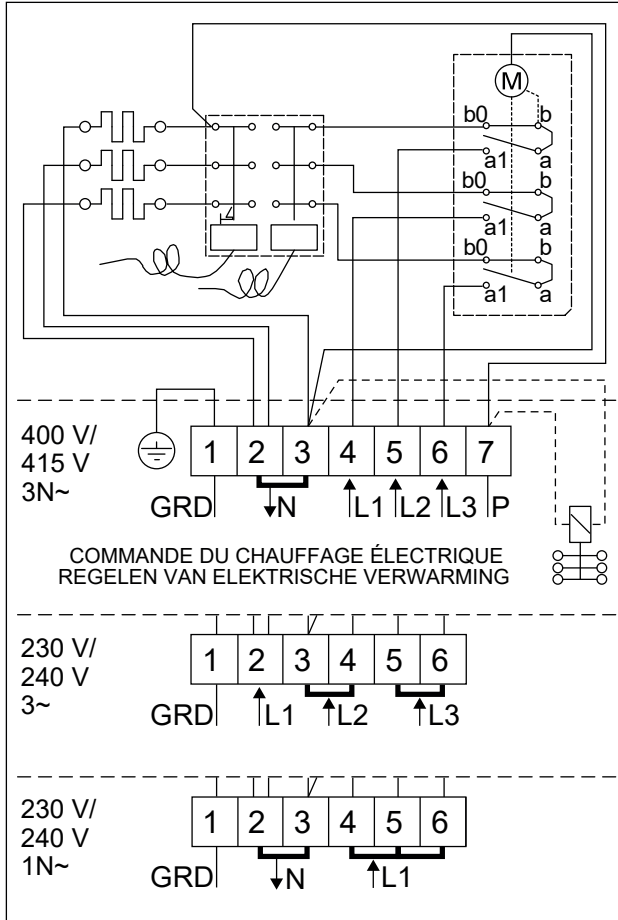 M
b0 b
a1 a
b0 b
a1 a
b0 b
a1 a
400 V/
415 V
3N~
1 2 3 4 5 6 7
GRD N L1 L2 L3 P
COMMANDE DU CHAUFFAGE ÉLECTRIQUE
REGELEN VAN ELEKTRISCHE VERWARMING
230 V/
240 V
3~
1 2 3 4 5 6
GRD L1 L2 L3
230 V/
240 V
1N~
1 2 3 4 5 6
GRD N L1